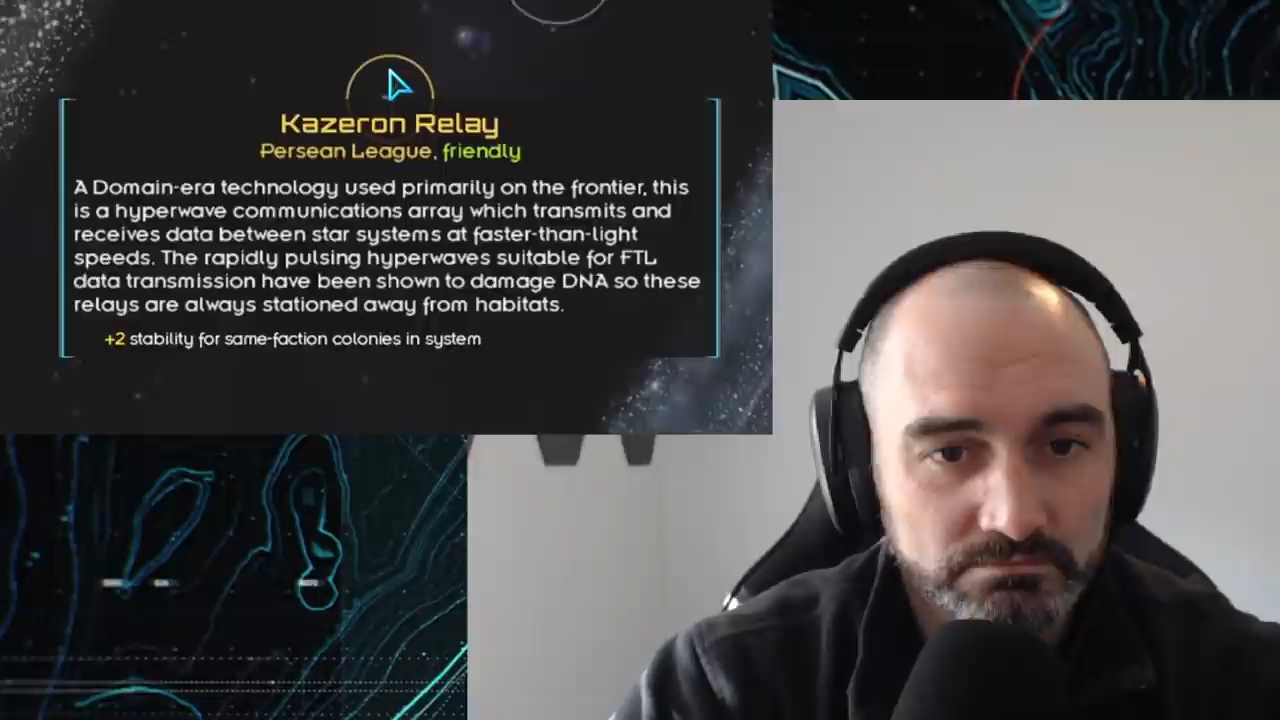 Kazeron Relay
Persean League, friendly
A Domain-era technology used primarily on the frontier, this
is a hyperwave communications array which transmits and
receives data between star systems at faster-than-light
speeds. The rapidly pulsing hyperwaves suitable for FTL
data transmission have been shown to damage DNA so these
relays are always stationed away from habitats.
+2 stability for same-faction colonies in system